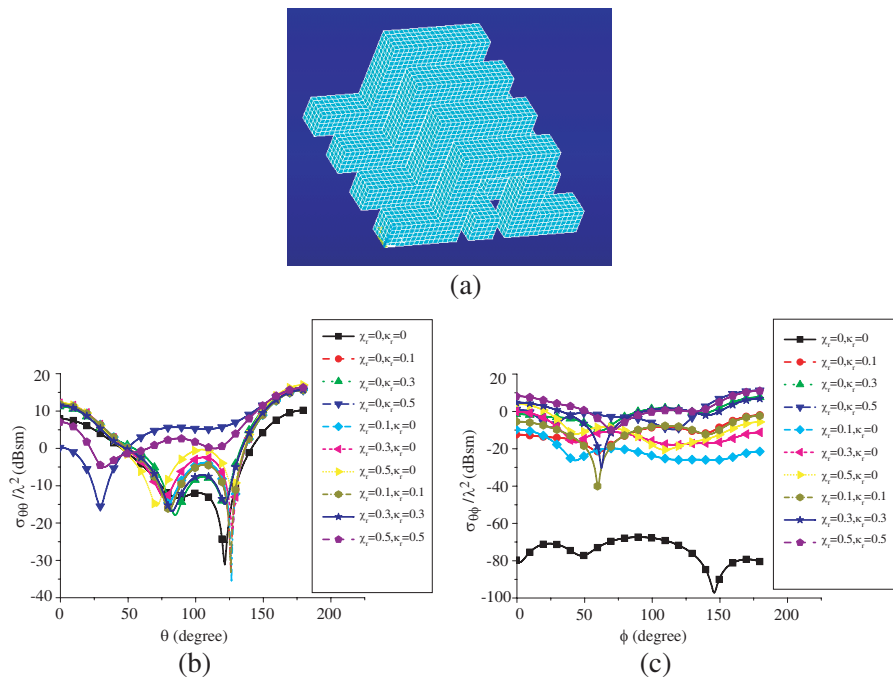 (a)
20
10
0
-10
-20
-30
-40
0
50
100
150
200
σθθ/λ² (dBsm)
θ (degree)
χr=0,κr=0
χr=0,κr=0.1
χr=0,κr=0.3
χr=0,κr=0.5
χr=0.1,κr=0
χr=0.3,κr=0
χr=0.5,κr=0
χr=0.1,κr=0.1
χr=0.3,κr=0.3
χr=0.5,κr=0.5
(b)
20
0
-20
-40
-60
-80
-100
0
50
100
150
200
σθϕ/λ² (dBsm)
ϕ (degree)
χr=0,κr=0
χr=0,κr=0.1
χr=0,κr=0.3
χr=0,κr=0.5
χr=0.1,κr=0
χr=0.3,κr=0
χr=0.5,κr=0
χr=0.1,κr=0.1
χr=0.3,κr=0.3
χr=0.5,κr=0.5
(c)